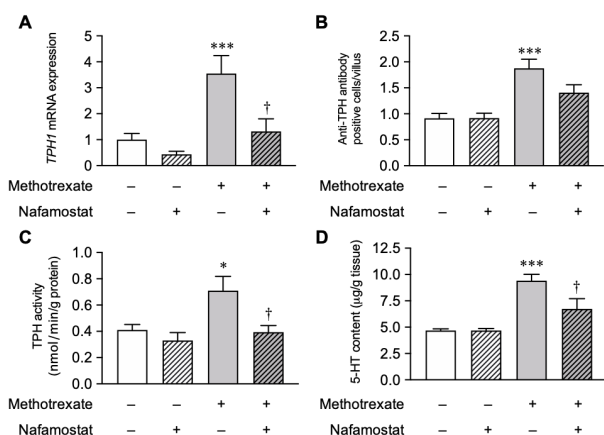 A
TPH1 mRNA expression
5
4
3
2
1
0
***
†
Methotrexate – – + +
Nafamostat – + – +
B
Anti-TPH antibody
positive cells/villus
2.5
2.0
1.5
1.0
0.5
0.0
***
Methotrexate – – + +
Nafamostat – + – +
C
TPH activity
(nmol/min/g protein)
1.0
0.8
0.6
0.4
0.2
0.0
*
†
Methotrexate – – + +
Nafamostat – + – +
D
5-HT content (µg/g tissue)
12.5
10.0
7.5
5.0
2.5
0.0
***
†
Methotrexate – – + +
Nafamostat – + – +